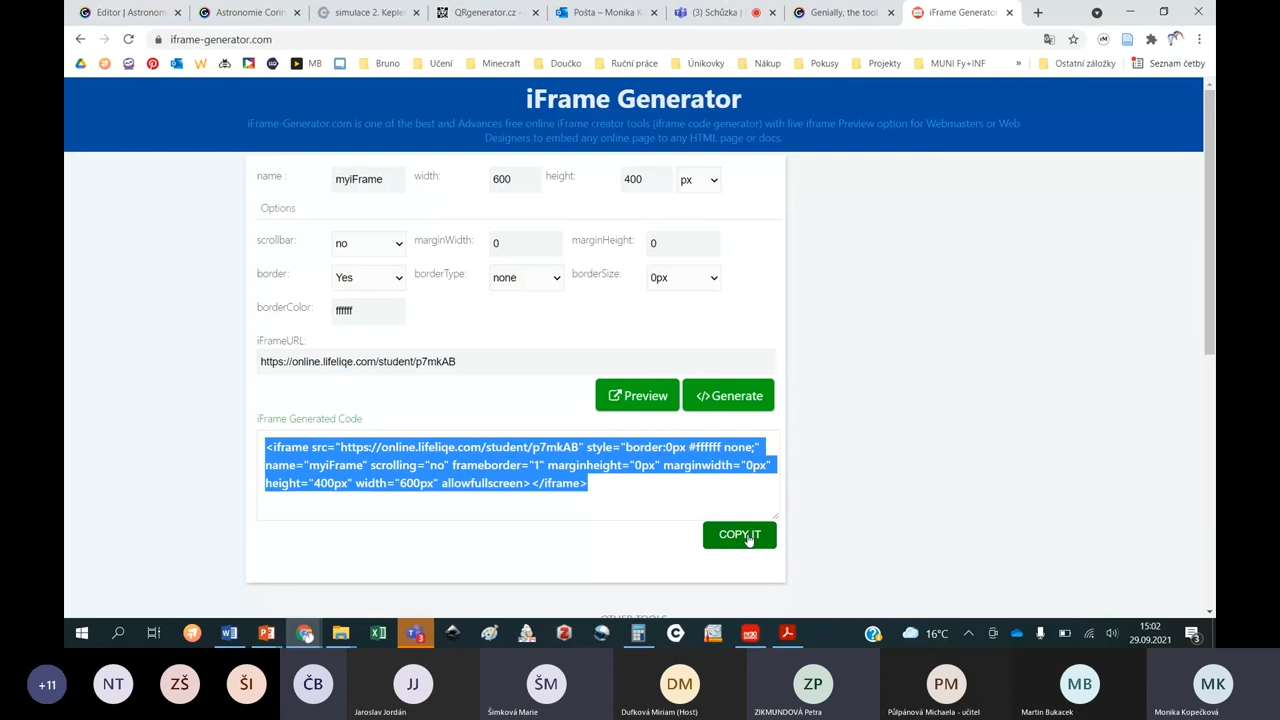 Editor | Astronom
Astronomie Corin
simulace 2. Kepler
QRgenerator.cz -
Pošta – Monika K
(3) Schůzka
Genially, the tool
iFrame Generator
iframe-generator.com
Bruno
Učení
Minecraft
MB
Doučko
Ruční práce
Únikovky
Nákup
Pokusy
Projekty
MUNI Fy+INF
»
Ostatní záložky
Seznam četby
iFrame Generator
iFrame-Generator.com is one of the best and Advances free online iFrame creator tools (iframe code generator) with live iframe Preview option for Webmasters or Web
Designers to embed any online page to any HTML page or docs.
name : myiFrame width: 600 height: 400 px
Options
scrollbar: no marginWidth: 0 marginHeight: 0
border: Yes borderType: none borderSize: 0px
borderColor: ffffff
iFrameURL:
https://online.lifeliqe.com/student/p7mkAB
Preview </>Generate
iFrame Generated Code
<iframe src="https://online.lifeliqe.com/student/p7mkAB" style="border:0px #ffffff none;"
name="myiFrame" scrolling="no" frameborder="1" marginheight="0px" marginwidth="0px"
height="400px" width="600px" allowfullscreen></iframe>
COPY IT
OTHER TOOLS
16°C
15:02
29.09.2021
3
+11
NT
ZŠ
ŠI
ČB
JJ
Jaroslav Jordán
ŠM
Šimková Marie
DM
Dufková Miriam (Host)
ZP
ZIKMUNDOVÁ Petra
PM
Půlpánová Michaela - učitel
MB
Martin Bukacek
MK
Monika Kopečková